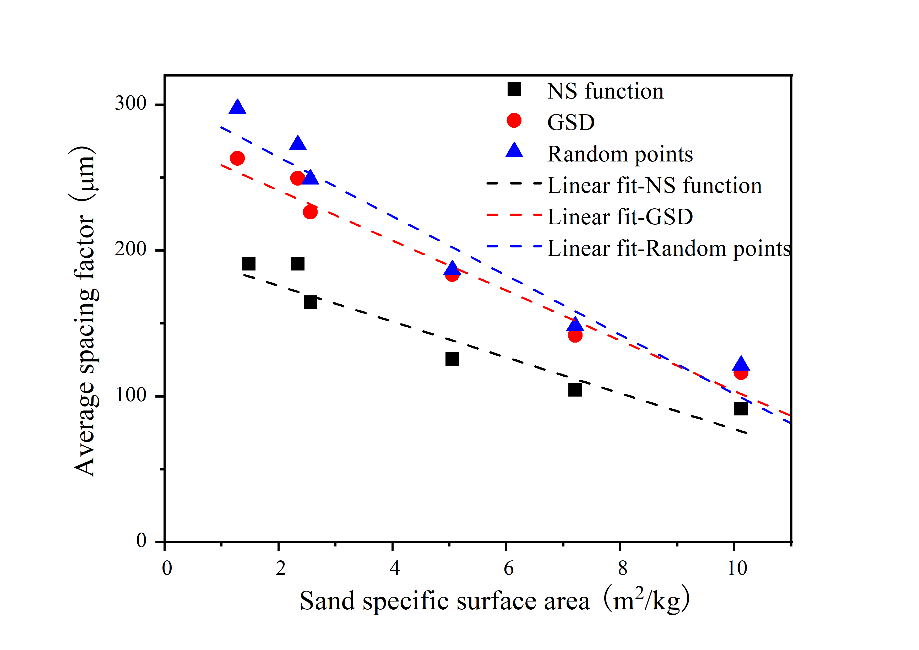 NS function
GSD
Random points
Linear fit-NS function
Linear fit-GSD
Linear fit-Random points
300
200
100
0
Average spacing factor（μm）
0 2 4 6 8 10
Sand specific surface area（m²/kg）